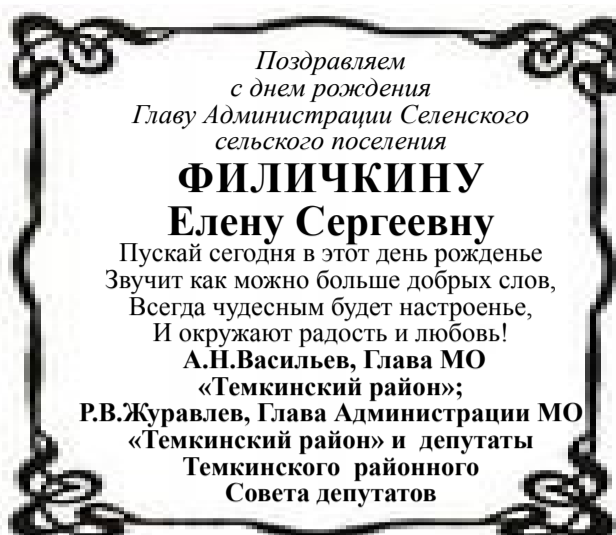 Поздравляем
с днем рождения
Главу Администрации Селенского
сельского поселения
ФИЛИЧКИНУ
Елену Сергеевну
Пускай сегодня в этот день рожденье
Звучит как можно больше добрых слов,
Всегда чудесным будет настроенье,
И окружают радость и любовь!
А.Н.Васильев, Глава МО
«Темкинский район»;
Р.В.Журавлев, Глава Администрации МО
«Темкинский район» и депутаты
Темкинского районного
Совета депутатов